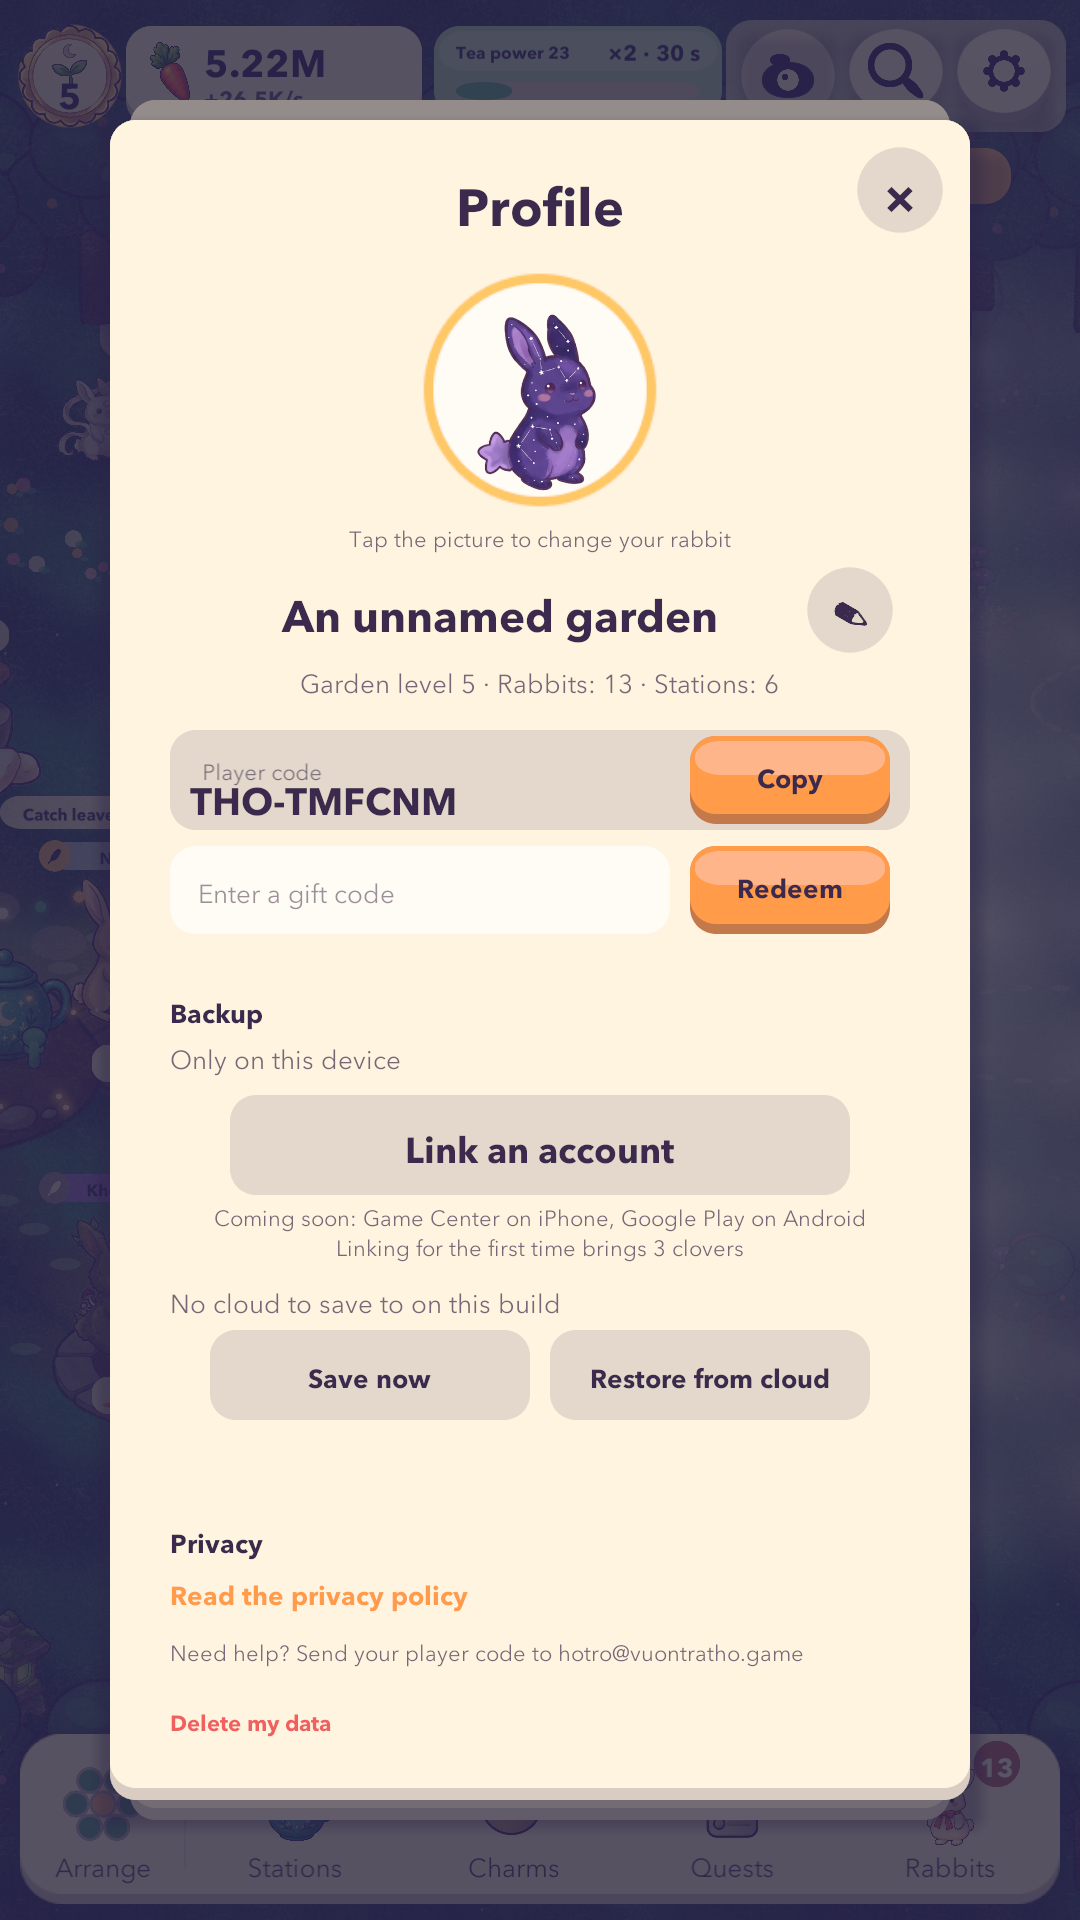 5
5.22M
+26.5K/s
Tea power 23
×2 · 30 s
Profile
×
Tap the picture to change your rabbit
An unnamed garden
Garden level 5 · Rabbits: 13 · Stations: 6
Player code
THO-TMFCNM
Copy
Enter a gift code
Redeem
Catch leave
N
Backup
Only on this device
Link an account
Kh
Coming soon: Game Center on iPhone, Google Play on Android
Linking for the first time brings 3 clovers
No cloud to save to on this build
Save now
Restore from cloud
Privacy
Read the privacy policy
Need help? Send your player code to hotro@vuontratho.game
Delete my data
13
Arrange
Stations
Charms
Quests
Rabbits